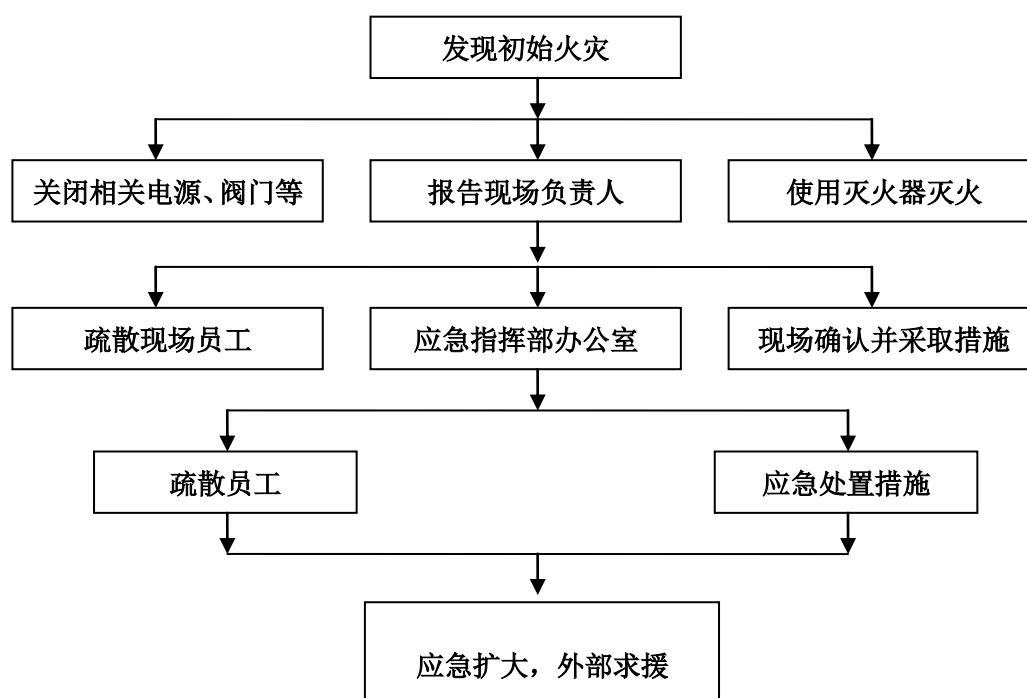 发现初始火灾
关闭相关电源、阀门等
报告现场负责人
使用灭火器灭火
疏散现场员工
应急指挥部办公室
现场确认并采取措施
疏散员工
应急处置措施
应急扩大，外部求援